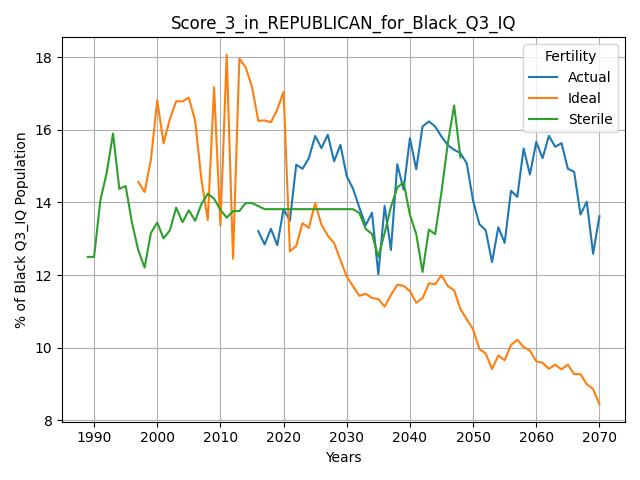 Score_3_in_REPUBLICAN_for_Black_Q3_IQ
Fertility
Actual
Ideal
Sterile
% of Black Q3_IQ Population
18
16
14
12
10
8
1990 2000 2010 2020 2030 2040 2050 2060 2070
Years